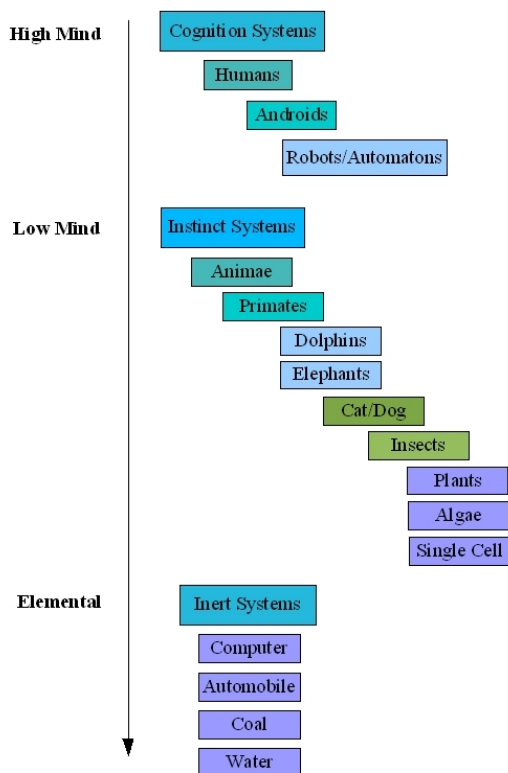 High Mind
Cognition Systems
Humans
Androids
Robots/Automatons
Low Mind
Instinct Systems
Animae
Primates
Dolphins
Elephants
Cat/Dog
Insects
Plants
Algae
Single Cell
Elemental
Inert Systems
Computer
Automobile
Coal
Water